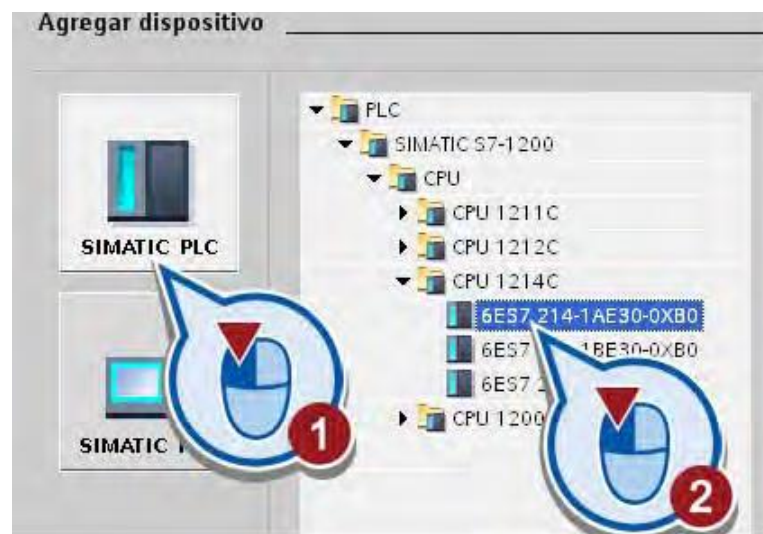 Agregar dispositivo
PLC
SIMATIC S7-1200
CPU
CPU 1211C
CPU 1212C
SIMATIC PLC
CPU 1214C
6ES7 214-1AE30-0XB0
6ES7 1BE30-0XB0
6ES7
CPU 1200
SIMATIC
1
2